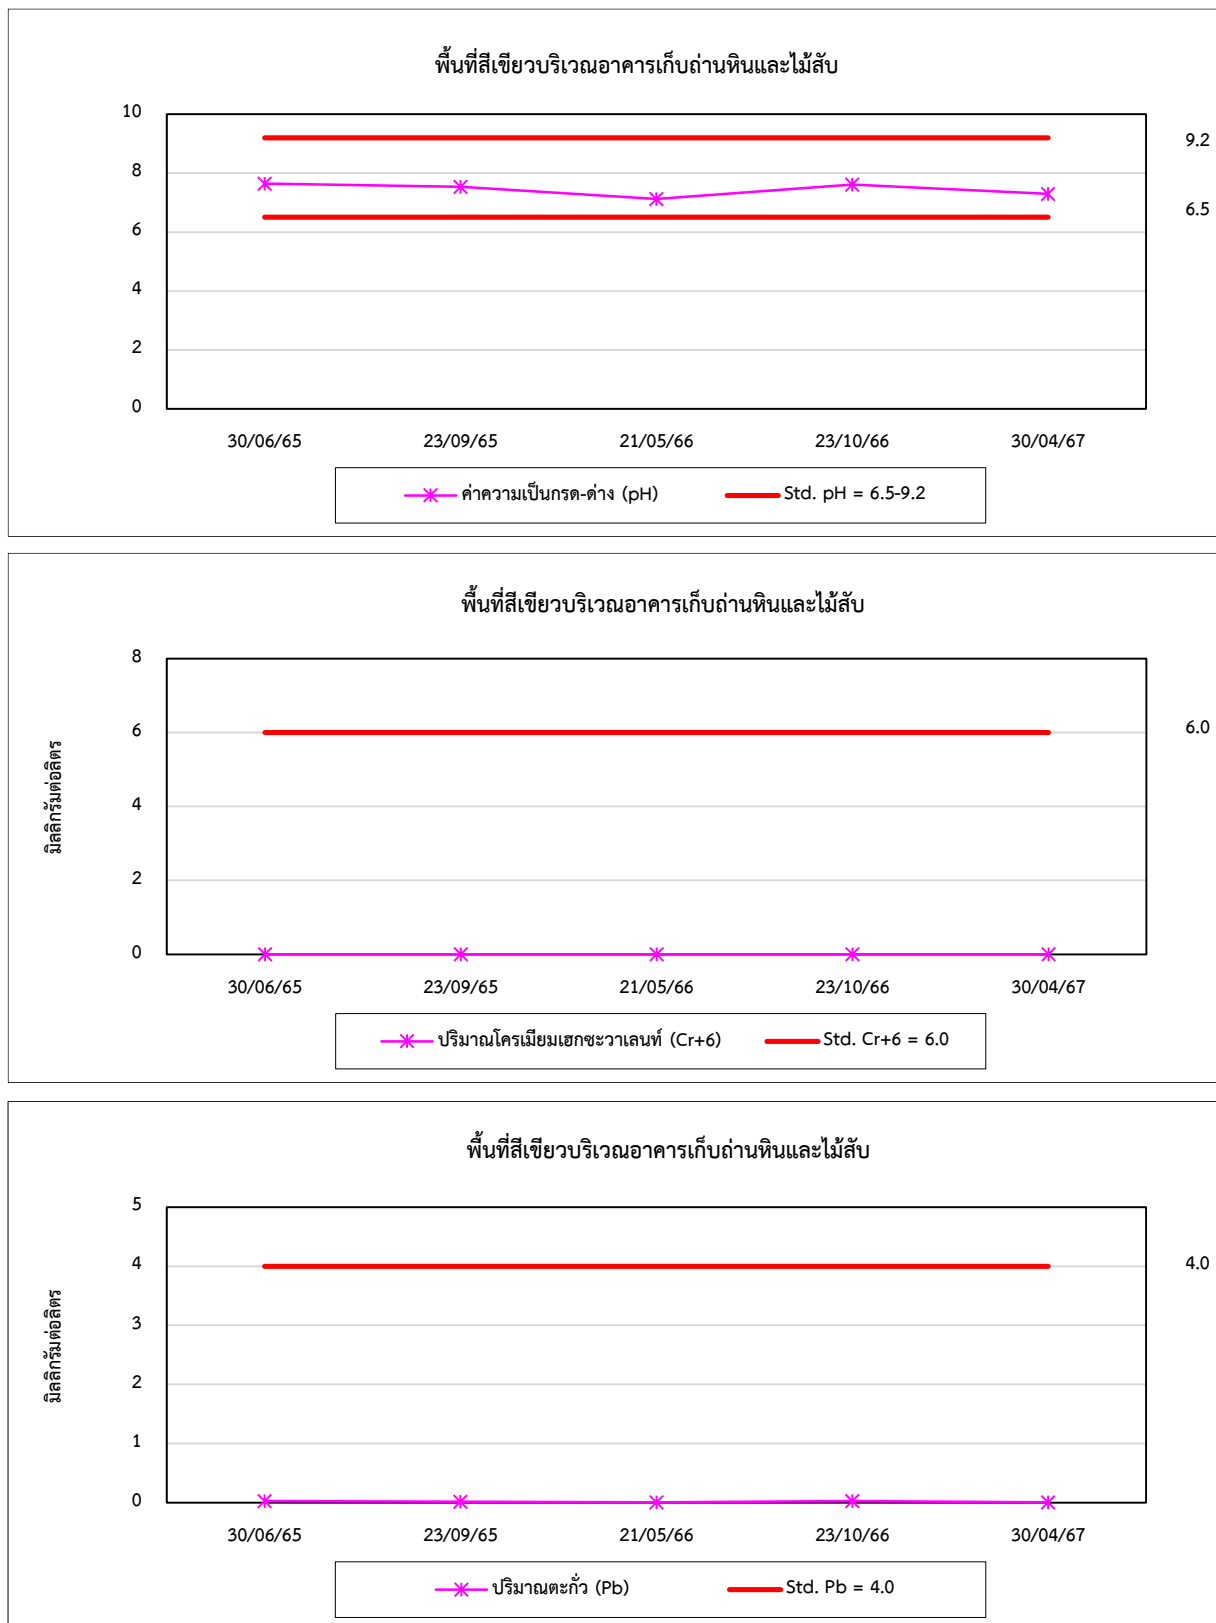 พื้นที่สีเขียวบริเวณอาคารเก็บถ่านหินและไม้สับ
10
8
6
4
2
0
9.2
6.5
30/06/65 23/09/65 21/05/66 23/10/66 30/04/67
ค่าความเป็นกรด-ด่าง (pH) Std. pH = 6.5-9.2
พื้นที่สีเขียวบริเวณอาคารเก็บถ่านหินและไม้สับ
มิลลิกรัมต่อลิตร
8
6
4
2
0
6.0
30/06/65 23/09/65 21/05/66 23/10/66 30/04/67
ปริมาณโครเมียมเฮกซะวาเลนท์ (Cr+6) Std. Cr+6 = 6.0
พื้นที่สีเขียวบริเวณอาคารเก็บถ่านหินและไม้สับ
มิลลิกรัมต่อลิตร
5
4
3
2
1
0
4.0
30/06/65 23/09/65 21/05/66 23/10/66 30/04/67
ปริมาณตะกั่ว (Pb) Std. Pb = 4.0